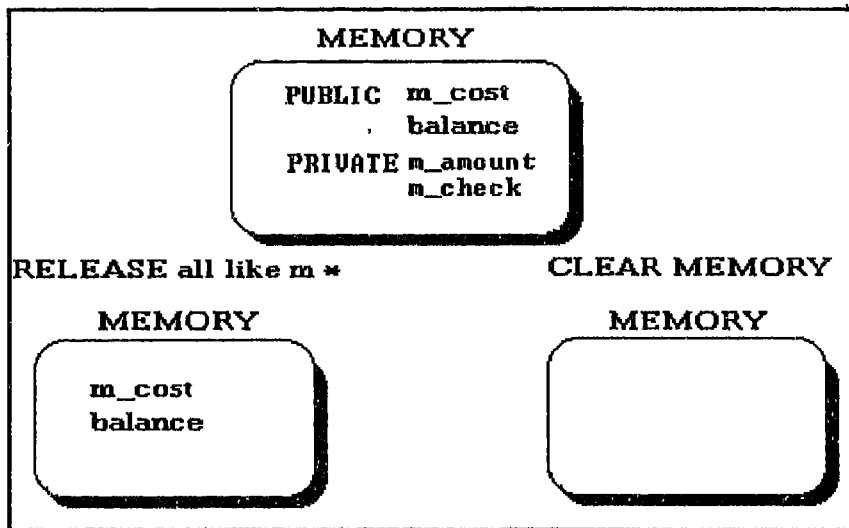 MEMORY
PUBLIC m_cost
balance
PRIVATE m_amount
m_check
RELEASE all like m *
CLEAR MEMORY
MEMORY
MEMORY
m_cost
balance